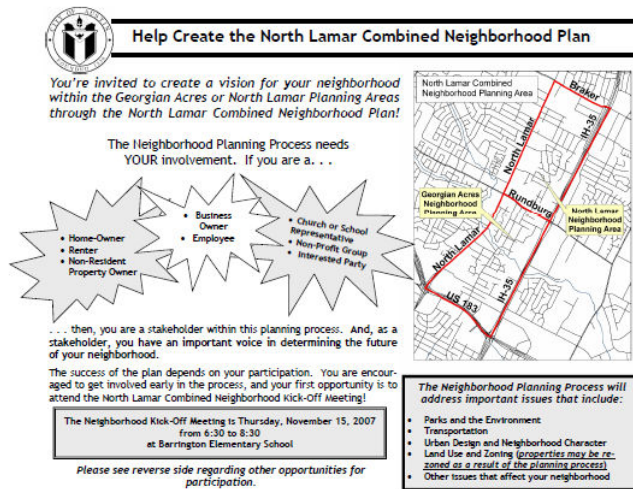 CITY OF AUSTIN
FOUNDED 1839
Help Create the North Lamar Combined Neighborhood Plan
You're invited to create a vision for your neighborhood
within the Georgian Acres or North Lamar Planning Areas
through the North Lamar Combined Neighborhood Plan!
The Neighborhood Planning Process needs
YOUR involvement. If you are a. . .
• Home-Owner
• Renter
• Non-Resident
Property Owner
• Business
Owner
• Employee
• Church or School
Representative
• Non-Profit Group
• Interested Party
. . . then, you are a stakeholder within this planning process. And, as a
stakeholder, you have an important voice in determining the future
of your neighborhood.
The success of the plan depends on your participation. You are encour-
aged to get involved early in the process, and your first opportunity is to
attend the North Lamar Combined Neighborhood Kick-Off Meeting!
The Neighborhood Kick-Off Meeting is Thursday, November 15, 2007
from 6:30 to 8:30
at Barrington Elementary School
Please see reverse side regarding other opportunities for
participation.
North Lamar Combined
Neighborhood Planning Area
Braker
IH-35
North Lamar
Georgian Acres
Neighborhood
Planning Area
Rundburg
North Lamar
Neighborhood
Planning Area
North Lamar
IH-35
US 183
The Neighborhood Planning Process will
address important issues that include:
• Parks and the Environment
• Transportation
• Urban Design and Neighborhood Character
• Land Use and Zoning (properties may be re-
zoned as a result of the planning process)
• Other issues that affect your neighborhood